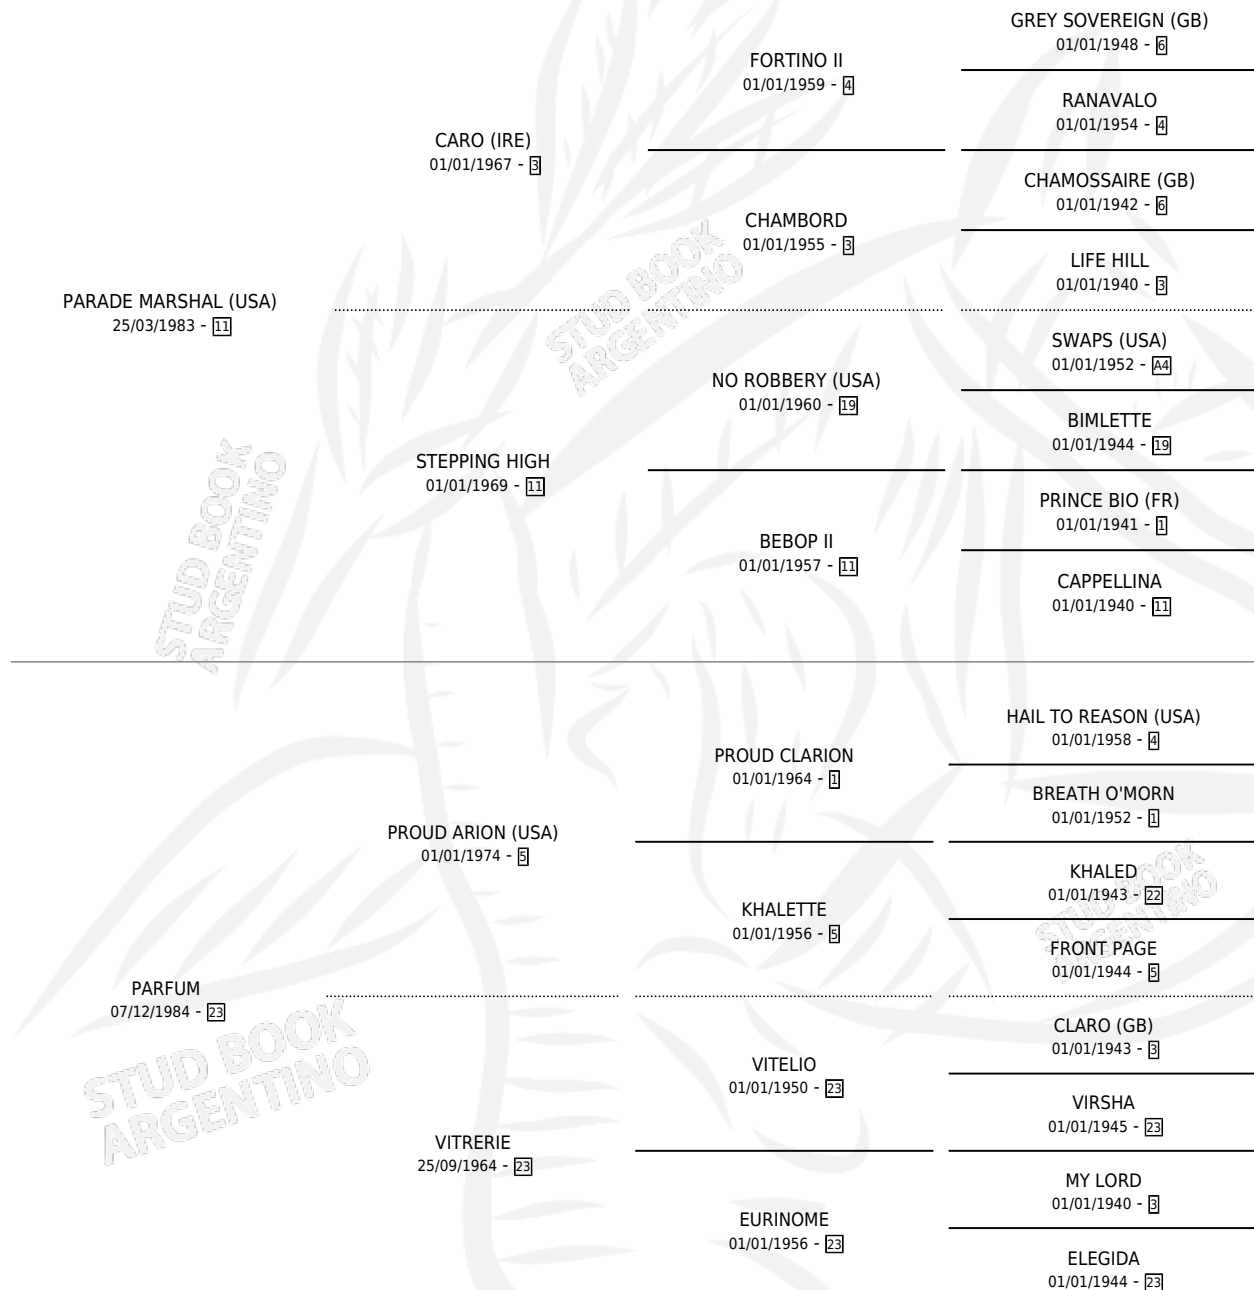 GREY SOVEREIGN (GB)
01/01/1948 - 6
FORTINO II
01/01/1959 - 4
RANAVALO
01/01/1954 - 4
CARO (IRE)
01/01/1967 - 3
CHAMOSSAIRE (GB)
01/01/1942 - 6
CHAMBORD
01/01/1955 - 3
LIFE HILL
01/01/1940 - 3
PARADE MARSHAL (USA)
25/03/1983 - 11
SWAPS (USA)
01/01/1952 - A4
NO ROBBERY (USA)
01/01/1960 - 19
BIMLETTE
01/01/1944 - 19
STEPPING HIGH
01/01/1969 - 11
PRINCE BIO (FR)
01/01/1941 - 1
BEBOP II
01/01/1957 - 11
CAPPELLINA
01/01/1940 - 11
HAIL TO REASON (USA)
01/01/1958 - 4
PROUD CLARION
01/01/1964 - 1
BREATH O'MORN
01/01/1952 - 1
PROUD ARION (USA)
01/01/1974 - 5
KHALED
01/01/1943 - 22
KHALETTE
01/01/1956 - 5
FRONT PAGE
01/01/1944 - 5
PARFUM
07/12/1984 - 23
CLARO (GB)
01/01/1943 - 3
VITELIO
01/01/1950 - 23
VIRSHA
01/01/1945 - 23
VITRERIE
25/09/1964 - 23
MY LORD
01/01/1940 - 3
EURINOME
01/01/1956 - 23
ELEGIDA
01/01/1944 - 23
STUD BOOK
ARGENTINO
STUD BOOK
ARGENTINO
STUD BOOK
ARGENTINO
STUD BOOK
ARGENTINO